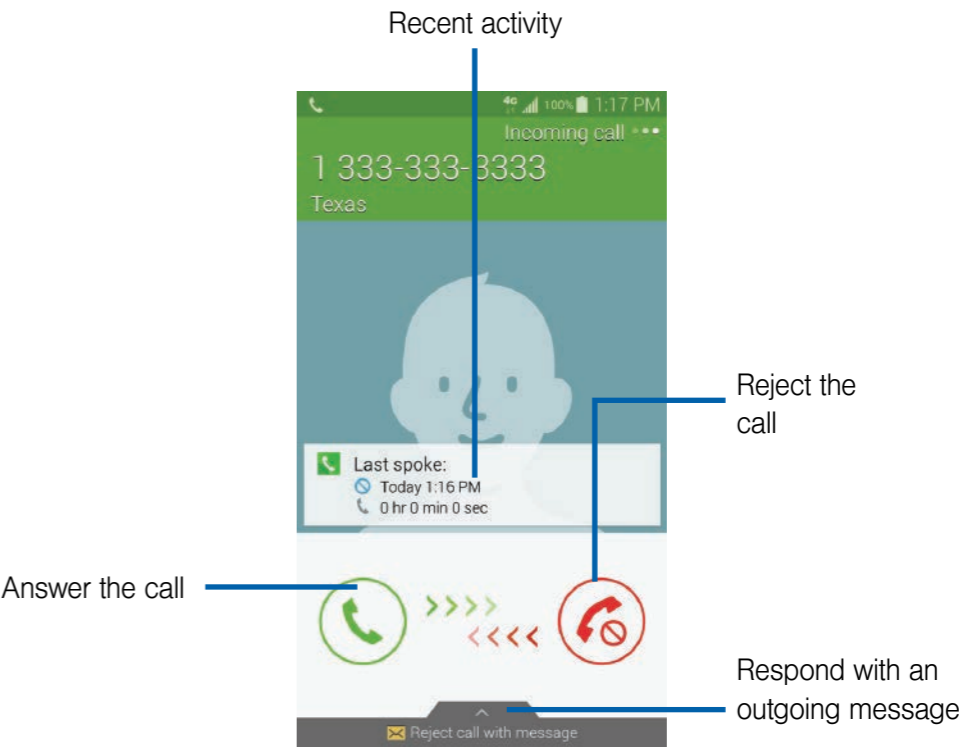 Recent activity
4G 100% 1:17 PM
Incoming call
1 333-333-3333
Texas
Reject the
call
Last spoke:
Today 1:16 PM
0 hr 0 min 0 sec
Answer the call
Respond with an
outgoing message
Reject call with message